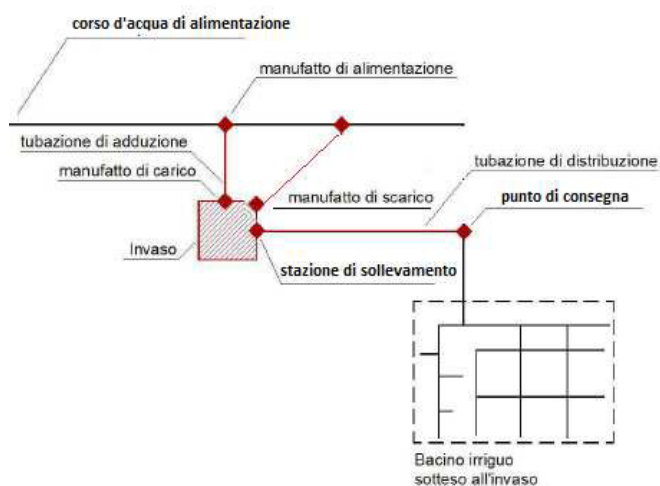 corso d'acqua di alimentazione
manufatto di alimentazione
tubazione di adduzione
tubazione di distribuzione
manufatto di carico
manufatto di scarico
punto di consegna
Invaso
stazione di sollevamento
Bacino irriguo
sotteso all'invaso